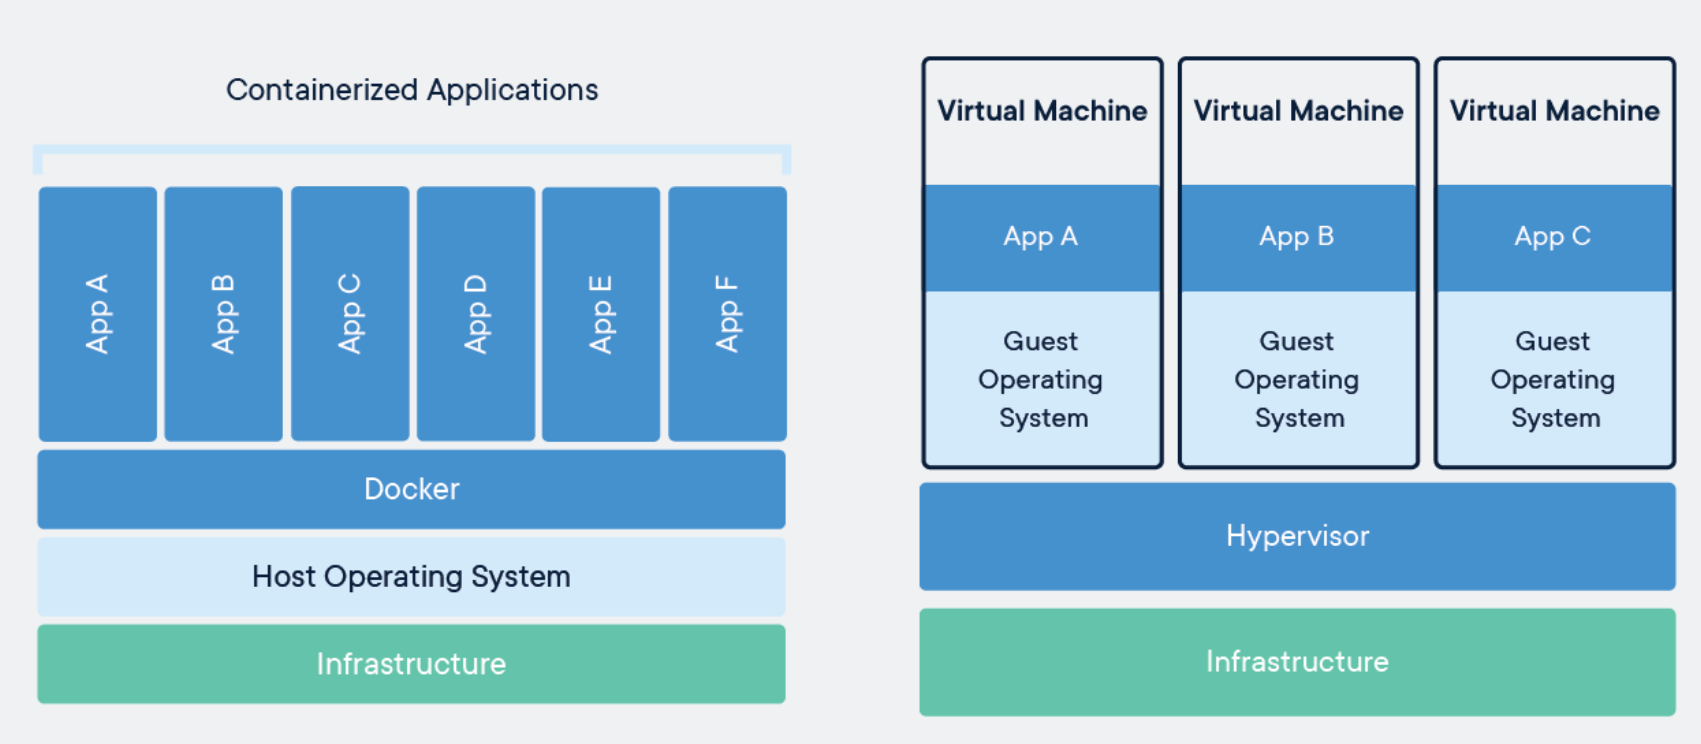 Containerized Applications
App A
App B
App C
App D
App E
App F
Docker
Host Operating System
Infrastructure
Virtual Machine
App A
Guest
Operating
System
Virtual Machine
App B
Guest
Operating
System
Virtual Machine
App C
Guest
Operating
System
Hypervisor
Infrastructure